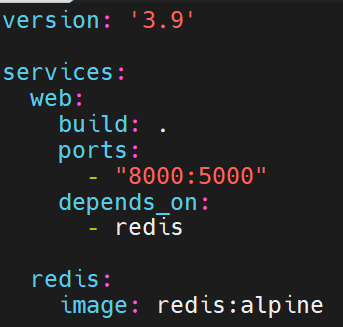 version: '3.9'

services:
  web:
    build: .
    ports:
      - "8000:5000"
    depends_on:
      - redis

  redis:
    image: redis:alpine